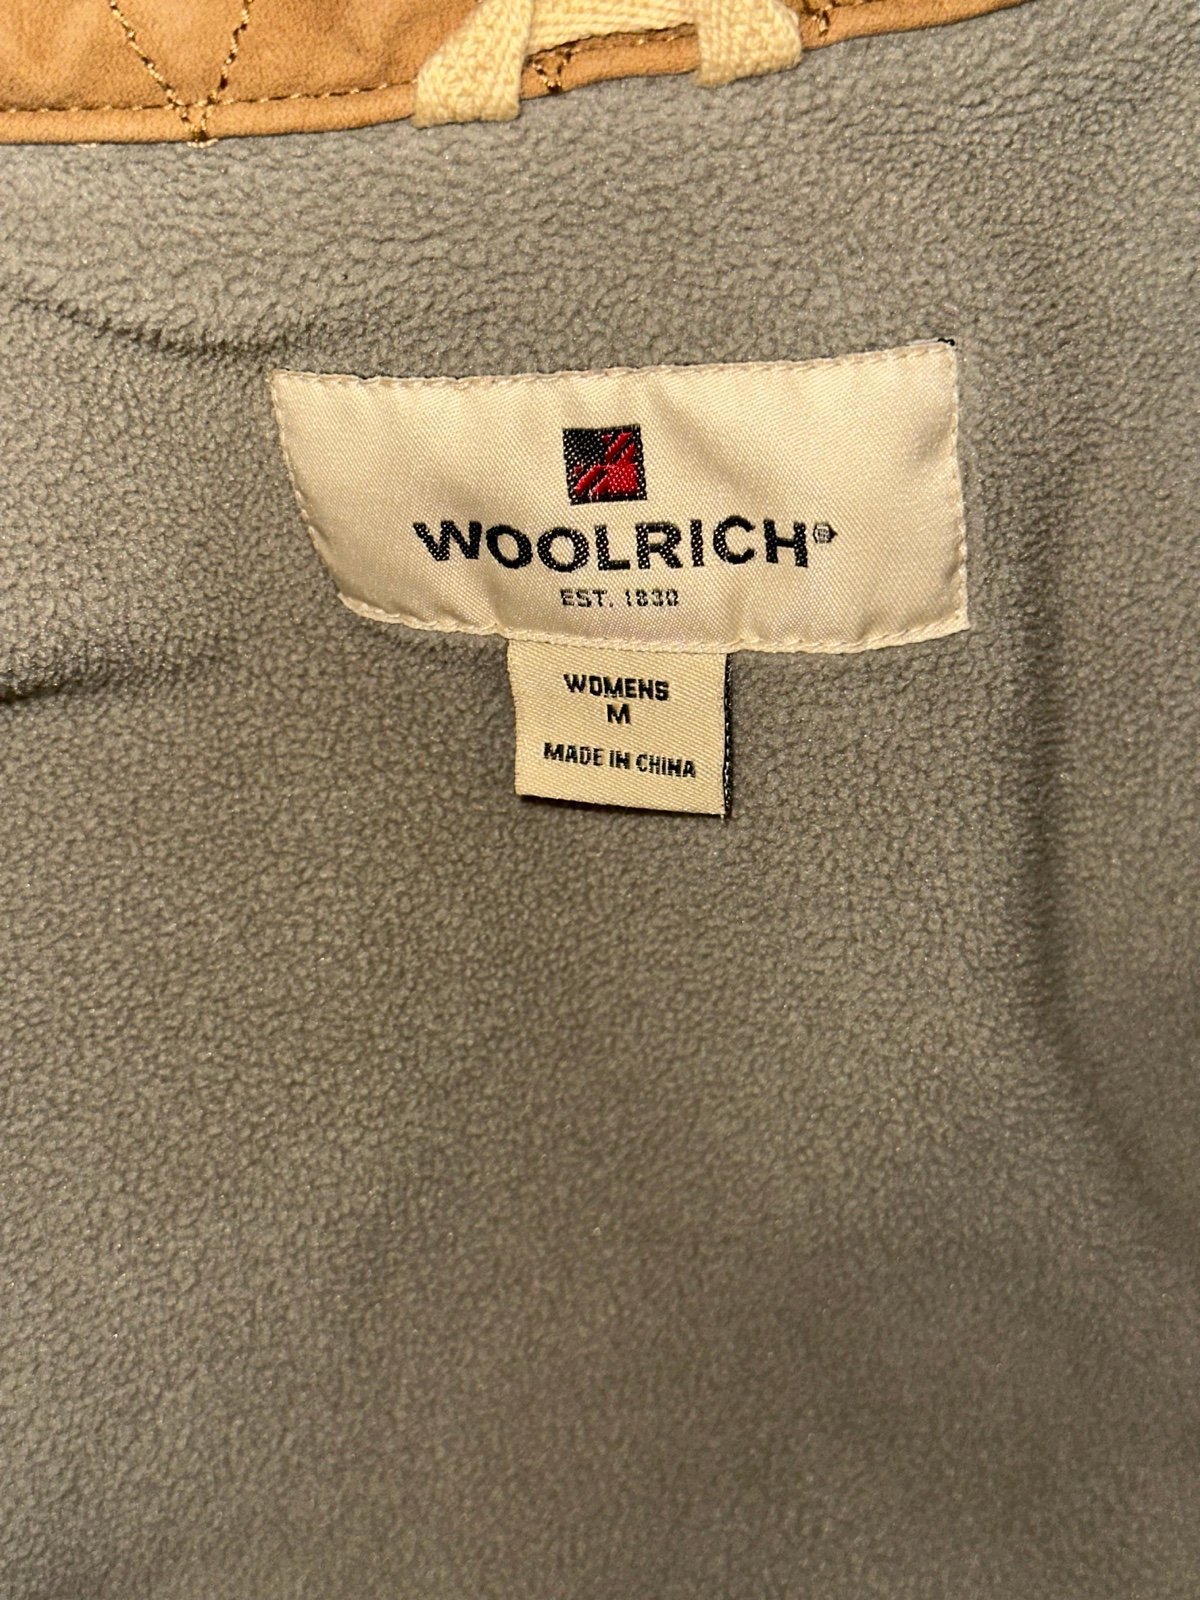 WOOLRICH®
EST. 1830
WOMENS
M
MADE IN CHINA